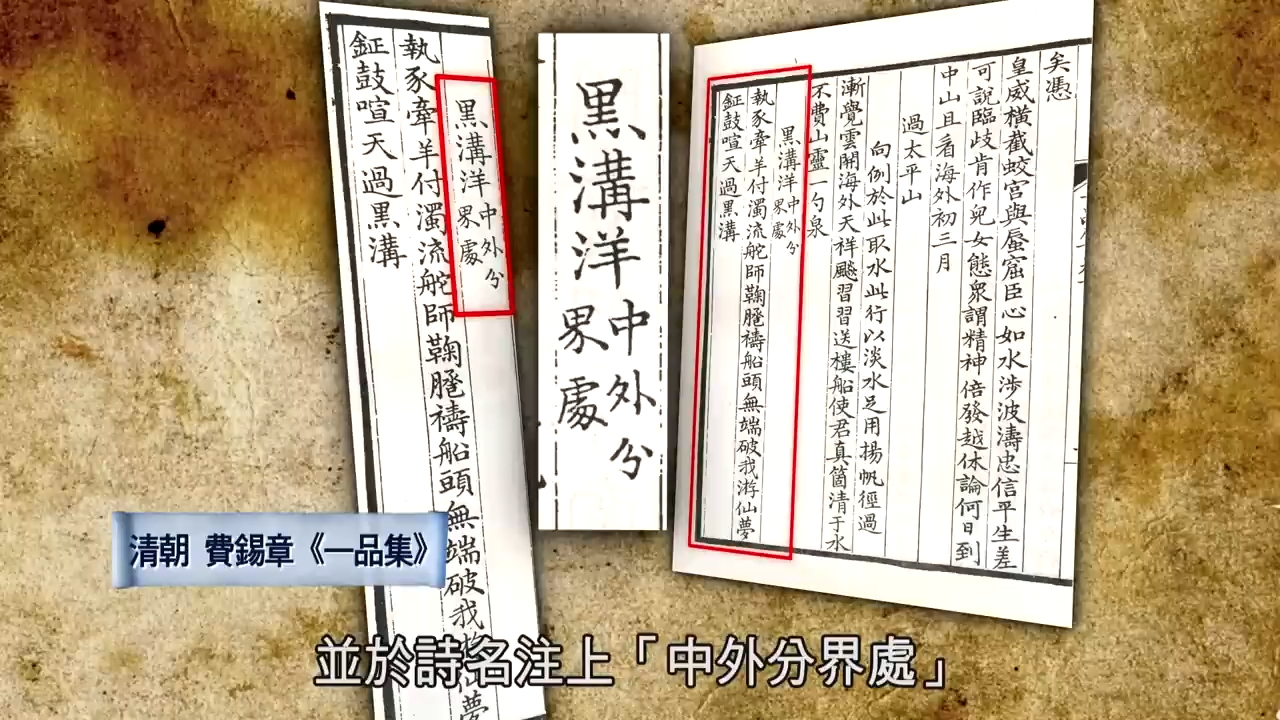 矣憑
皇威橫截蛟宮與蜃窟臣心如水涉波濤忠信平生差
可說臨歧肯作兒女態衆謂精神倍發越休論何日到
中山且看海外初三月
過太平山
向例於此取水此行以淡水足用揚帆徑過
漸覺雲開海外天祥飈習習送樓船使君真箇清于水
不費山靈一勺泉
黑溝洋中外分界處
執豕牽羊付濁流舵師鞠䠆禱船頭無端破我游仙夢
鉦鼓喧天過黑溝
黑溝洋
中外分
界處
黑溝洋
中外分
界處
執豕牽羊付濁流舵師鞠䠆禱船頭無端破我游仙夢
鉦鼓喧天過黑溝
清朝 費錫章《一品集》
並於詩名注上「中外分界處」